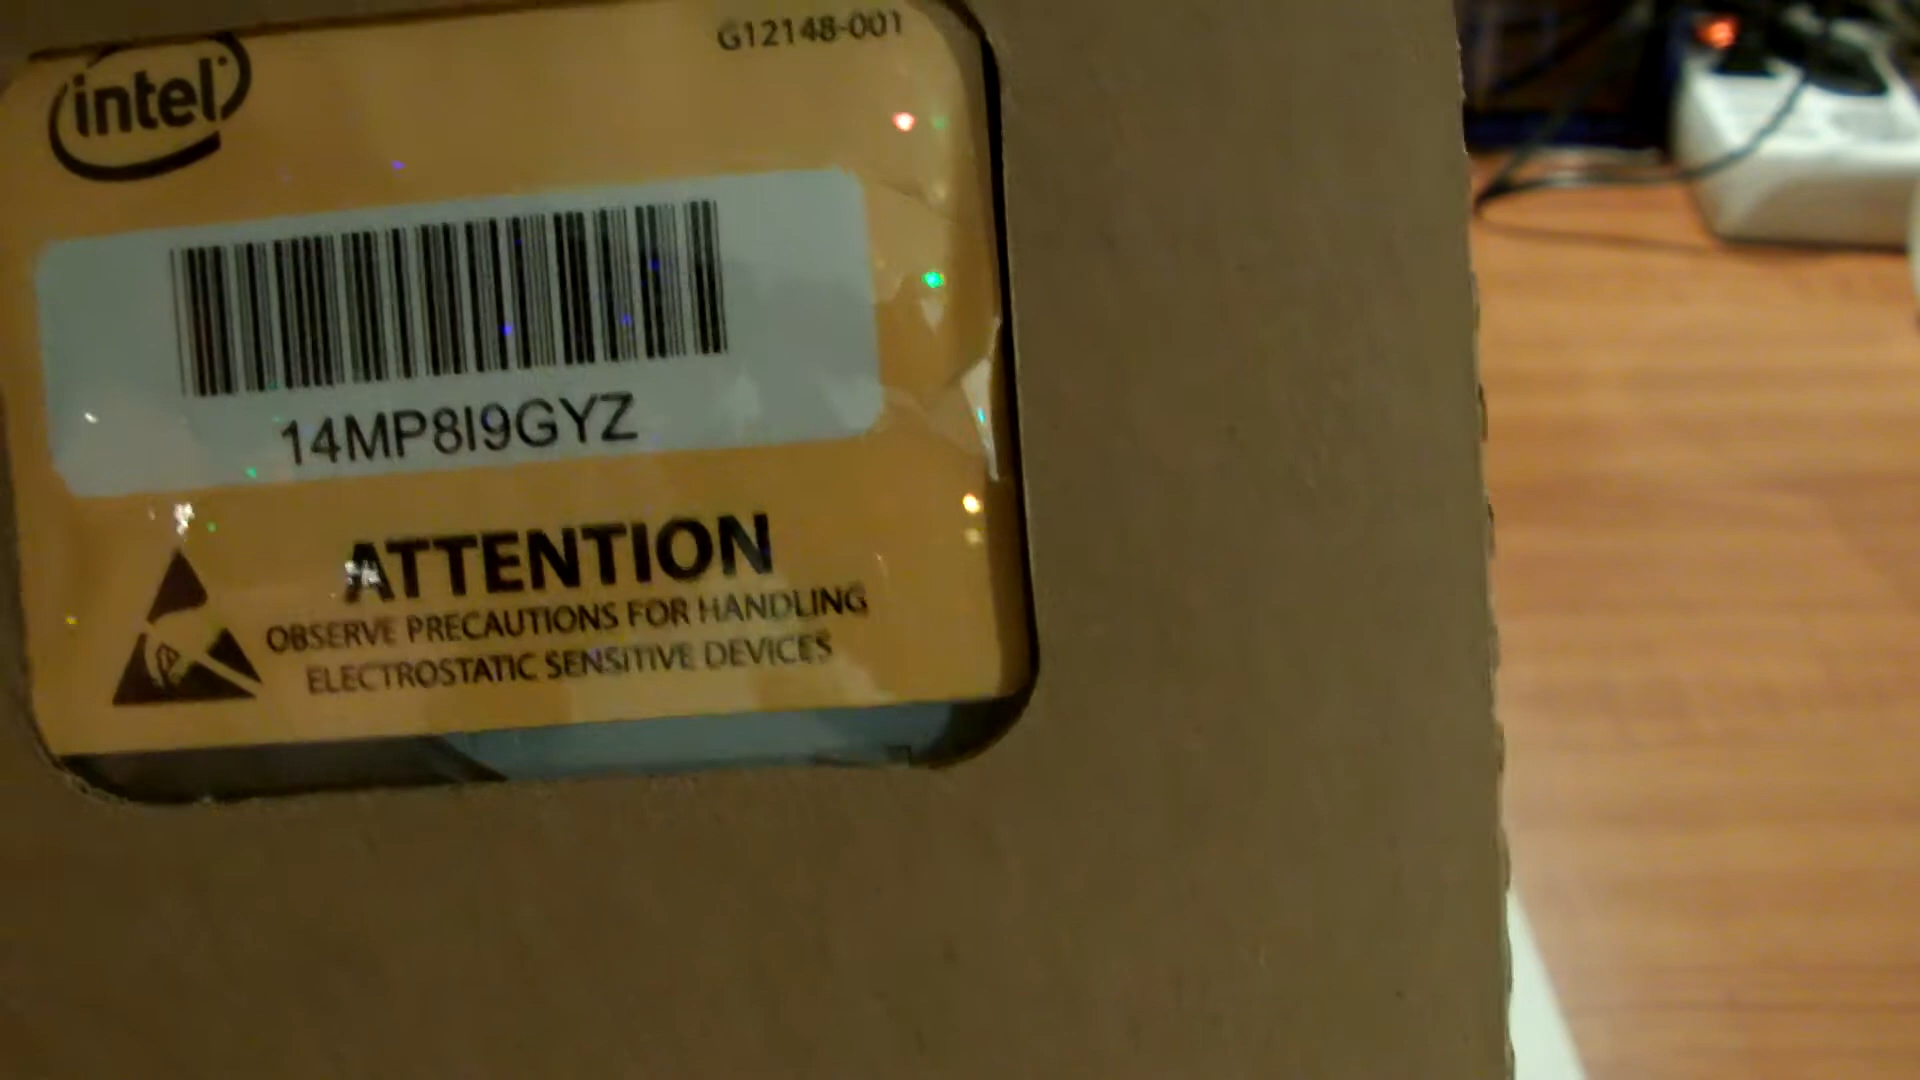 G12148-001
intel
14MP8I9GYZ
ATTENTION
OBSERVE PRECAUTIONS FOR HANDLING
ELECTROSTATIC SENSITIVE DEVICES